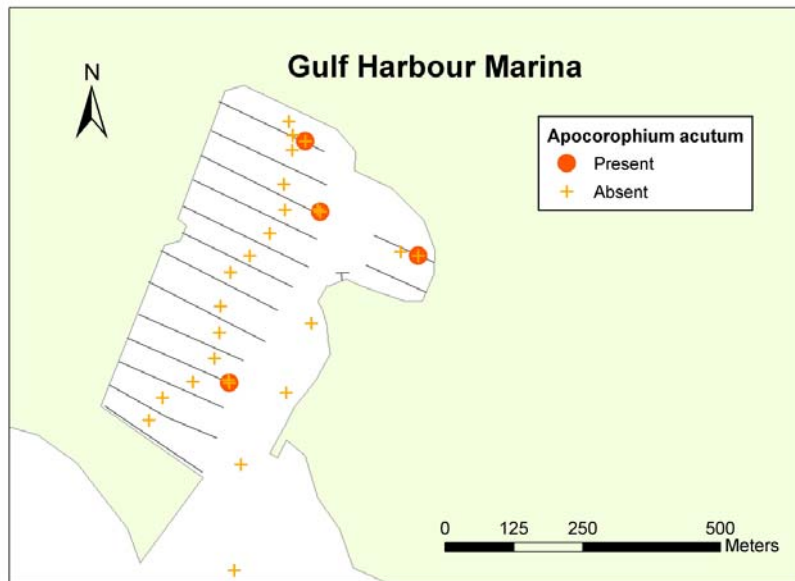 Gulf Harbour Marina
N
Apocorophium acutum
Present
Absent
0 125 250 500
Meters